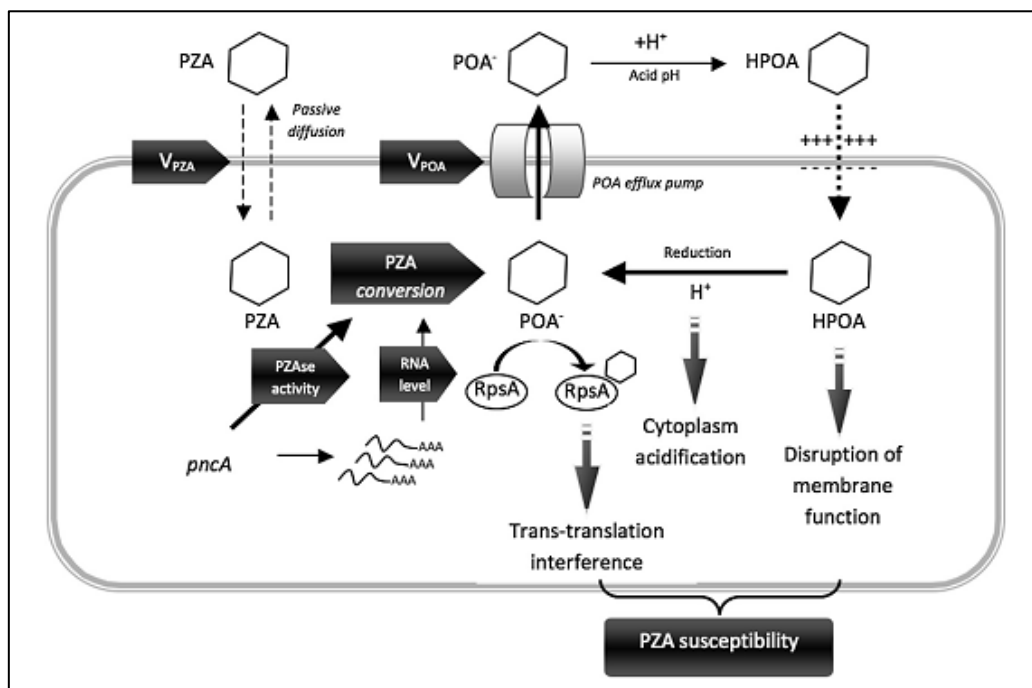 PZA
POA⁻
+H⁺
Acid pH
HPOA
Passive
diffusion
V_PZA
V_POA
POA efflux pump
+++ +++
PZA
conversion
Reduction
H⁺
PZA
POA⁻
HPOA
PZAse
activity
RNA
level
RpsA
RpsA
pncA
AAA
AAA
AAA
Cytoplasm
acidification
Disruption of
membrane
function
Trans-translation
interference
PZA susceptibility